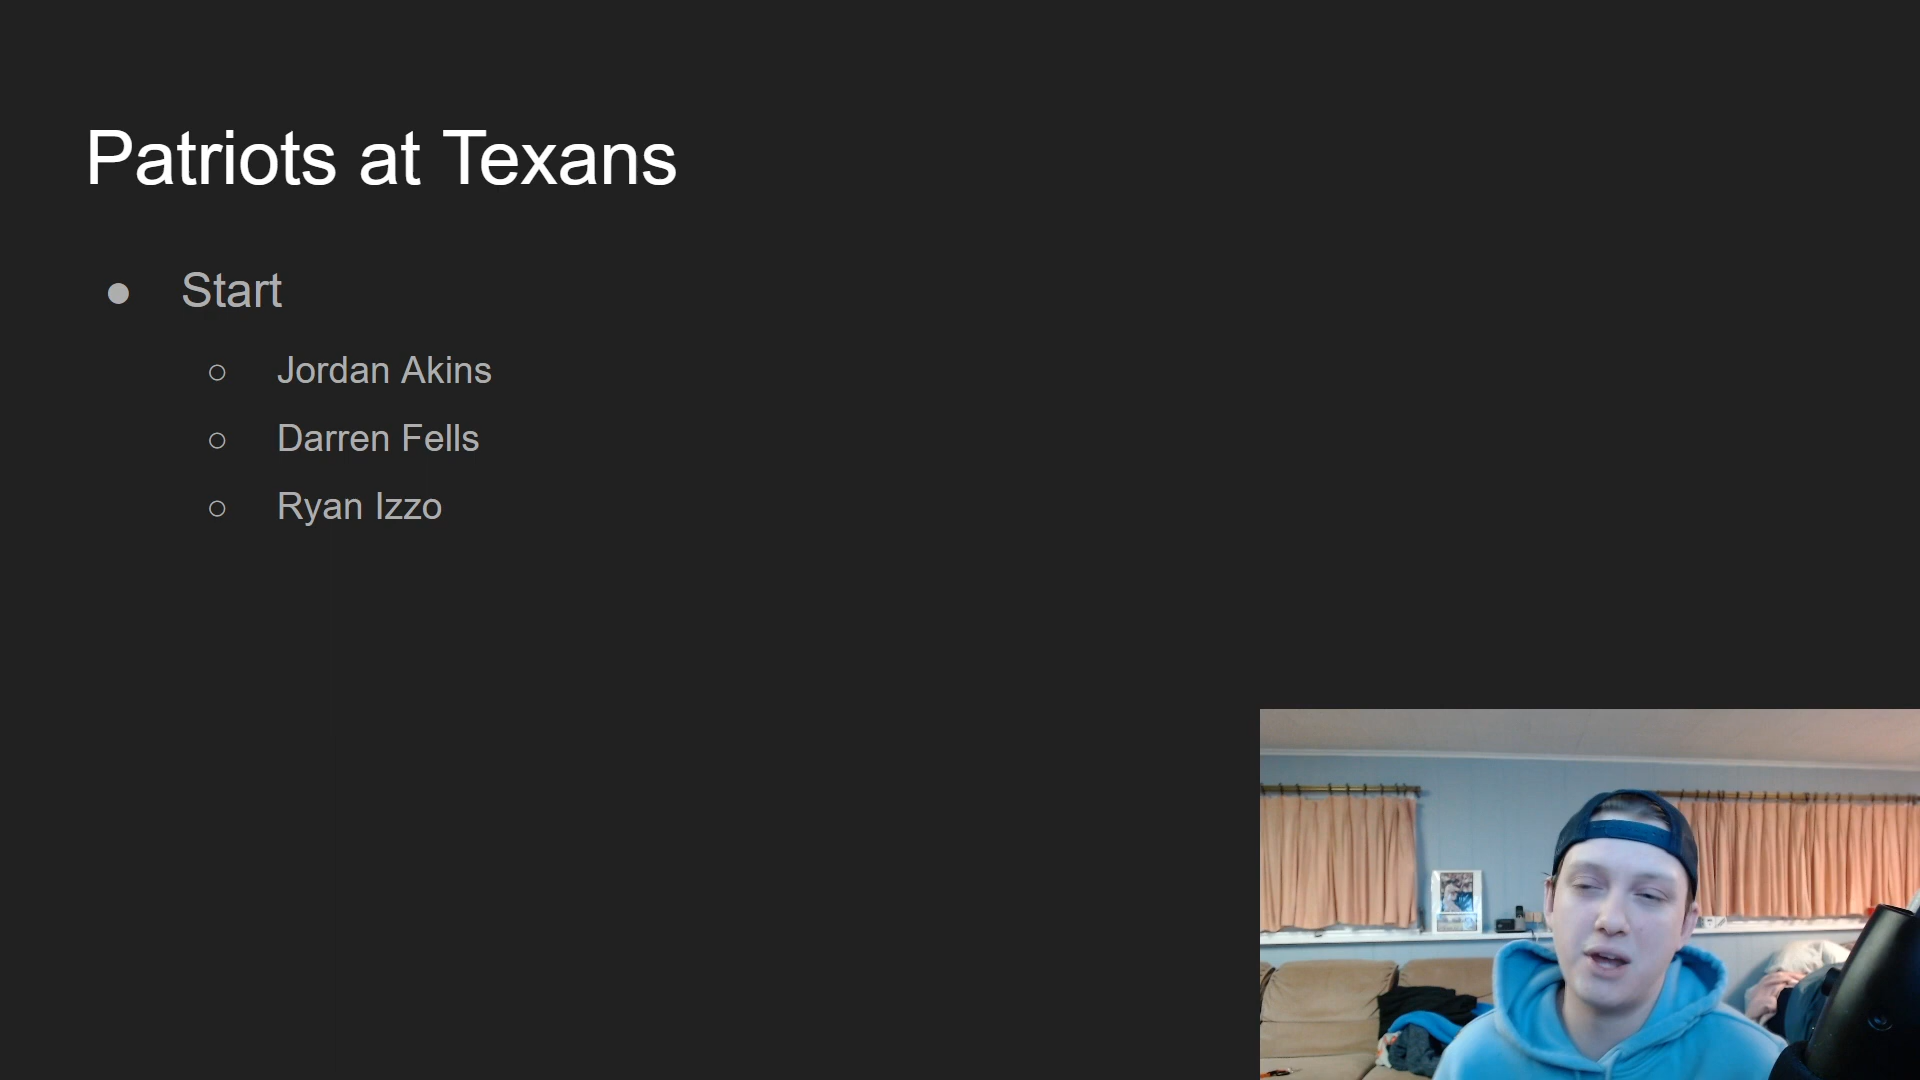 Patriots at Texans
● Start
○ Jordan Akins
○ Darren Fells
○ Ryan Izzo